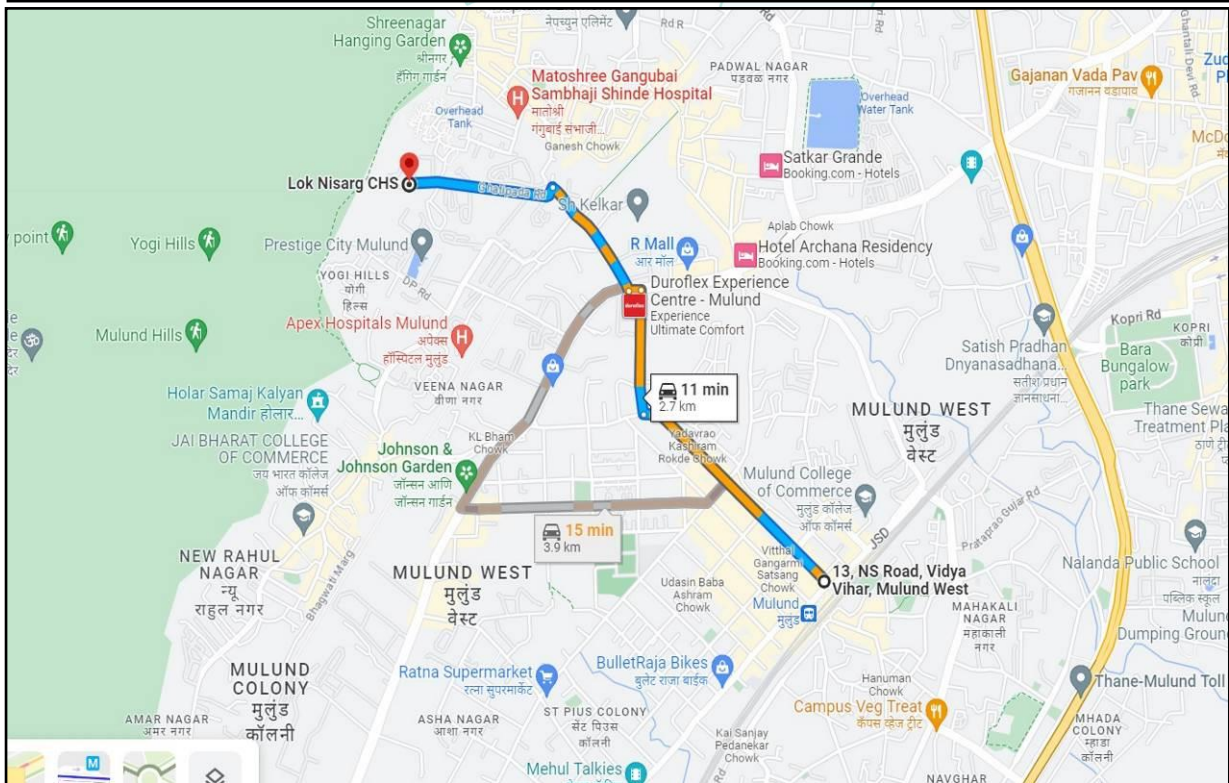 Shreenagar
Hanging Garden
श्रीनगर
हँगिंग गार्डन
नेपच्युन एलिमेंट
Rd R
Rd
PADWAL NAGAR
पडवळ नगर
Matoshree Gangubai
Sambhaji Shinde Hospital
मातोश्री
गंगुबाई संभाजी...
Overhead
Tank
Ganesh Chowk
Overhead
Water Tank
Gajanan Vada Pav
गजानन वडापाव
Ghantali Devi Rd
McDo
Satkar Grande
Booking.com - Hotels
Lok Nisarg CHS
Ghatipada Rd
Sh Kelkar
Aplab Chowk
point
Yogi Hills
Prestige City Mulund
R Mall
आर मॉल
Hotel Archana Residency
Booking.com - Hotels
YOGI HILLS
योगी
हिल्स
DP Rd
Duroflex Experience
Centre - Mulund
Experience
Ultimate Comfort
duroflex
Mulund Hills
Apex Hospitals Mulund
अपेक्स
हॉस्पिटल मुलुंड
Kopri Rd
KOPRI
कोप्री
Satish Pradhan
Dnyanasadhana...
सतीश प्रधान
ज्ञानसाधना...
Bara
Bungalow
park
VEENA NAGAR
वीणा नगर
11 min
2.7 km
Holar Samaj Kalyan
Mandir होलार...
MULUND WEST
मुलुंड
वेस्ट
Thane Sewa
Treatment Pla
JAI BHARAT COLLEGE
OF COMMERCE
जय भारत कॉलेज
ऑफ कॉमर्स
KL Bham
Chowk
Yadavrao
Kashiram
Rokde Chowk
Johnson &
Johnson Garden
जॉन्सन आणि
जॉन्सन गार्डन
Mulund College
of Commerce
मुलुंड कॉलेज
ऑफ कॉमर्स
JSD
Prataprao Gujar Rd
15 min
3.9 km
NEW RAHUL
NAGAR
न्यू
राहुल नगर
Bhagwati Marg
MULUND WEST
मुलुंड
वेस्ट
Vitthal
Gangarm
Satsang
Chowk
13, NS Road, Vidya
Vihar, Mulund West
Nalanda Public School
नालंदा
पब्लिक स्कूल
Udasin Baba
Ashram
Chowk
Mulund
मुलुंड
MAHAKALI
NAGAR
महाकाली
नगर
Mulund
Dumping Groun
MULUND
COLONY
मुलुंड
कॉलनी
Ratna Supermarket
रत्ना सुपरमार्केट
BulletRaja Bikes
बुलेट राजा बाईक
Hanuman
Chowk
Thane-Mulund Toll
Campus Veg Treat
कॅंपस व्हेज ट्रीट
AMAR NAGAR
अमर नगर
ASHA NAGAR
आशा नगर
ST PIUS COLONY
सेंट पिउस
कॉलनी
Kai Sanjay
Pedanekar
Chowk
MHADA
COLONY
म्हाडा
कॉलनी
Mehul Talkies
Rd
NAVGHAR
M